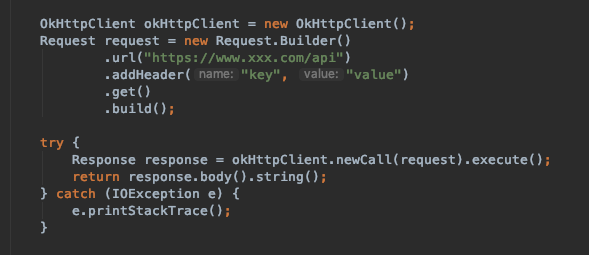 OkHttpClient okHttpClient = new OkHttpClient();
Request request = new Request.Builder()
.url("https://www.xxx.com/api")
.addHeader( name: "key", value: "value")
.get()
.build();
try {
Response response = okHttpClient.newCall(request).execute();
return response.body().string();
} catch (IOException e) {
e.printStackTrace();
}